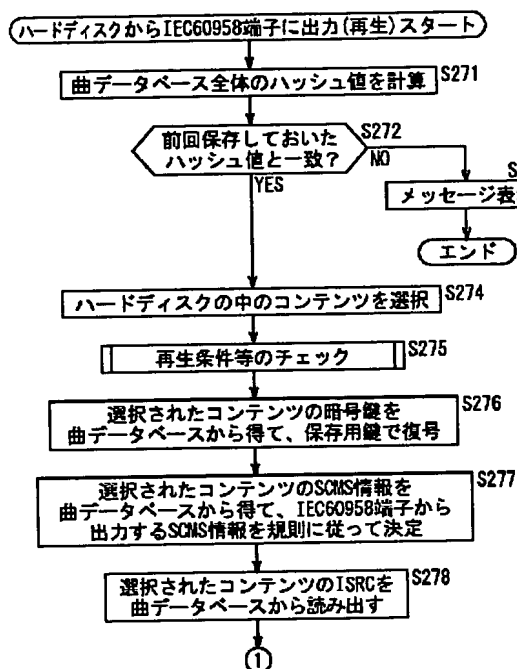 ハードディスクからIEC60958端子に出力(再生)スタート
曲データベース全体のハッシュ値を計算
S271
前回保存しておいた
ハッシュ値と一致?
S272
NO
YES
S
メッセージ表
エンド
ハードディスクの中のコンテンツを選択
S274
再生条件等のチェック
S275
選択されたコンテンツの暗号鍵を
曲データベースから得て、保存用鍵で復号
S276
選択されたコンテンツのSCMS情報を
曲データベースから得て、IEC60958端子から
出力するSCMS情報を規則に従って決定
S277
選択されたコンテンツのISRCを
曲データベースから読み出す
S278
1